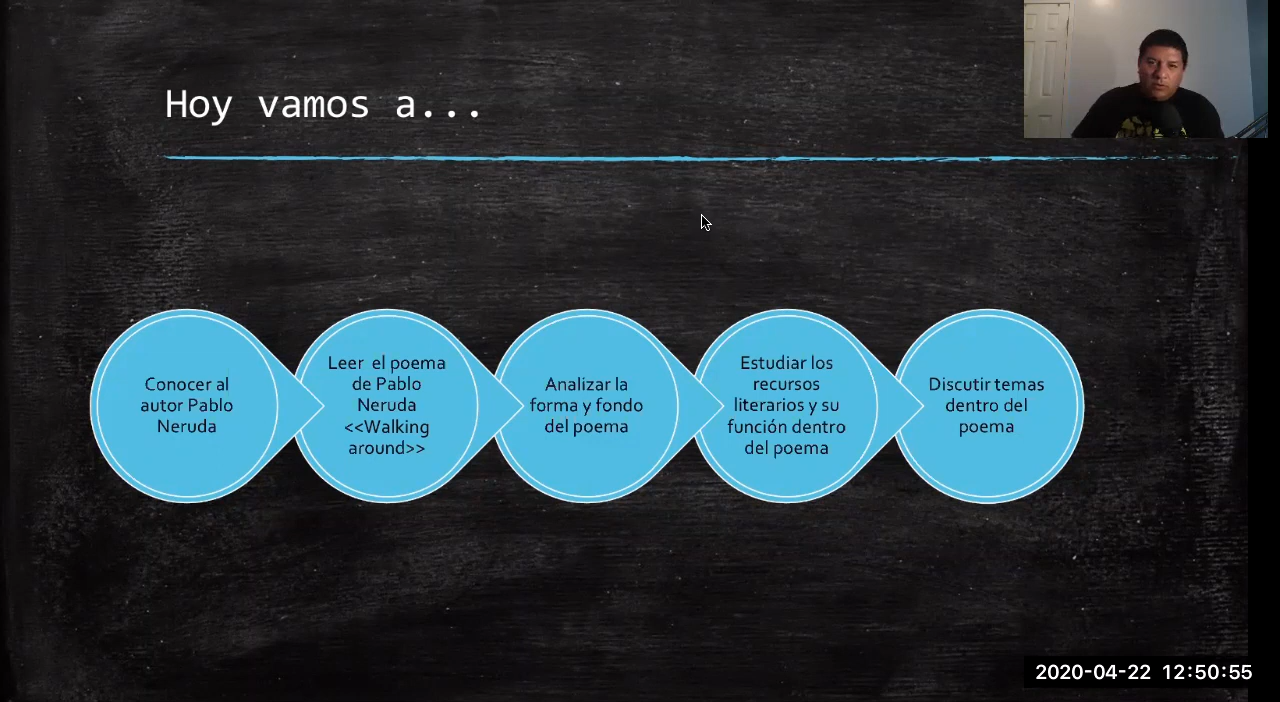 Hoy vamos a...
Conocer al
autor Pablo
Neruda
Leer el poema
de Pablo
Neruda
<<Walking
around>>
Analizar la
forma y fondo
del poema
Estudiar los
recursos
literarios y su
función dentro
del poema
Discutir temas
dentro del
poema
2020-04-22 12:50:55